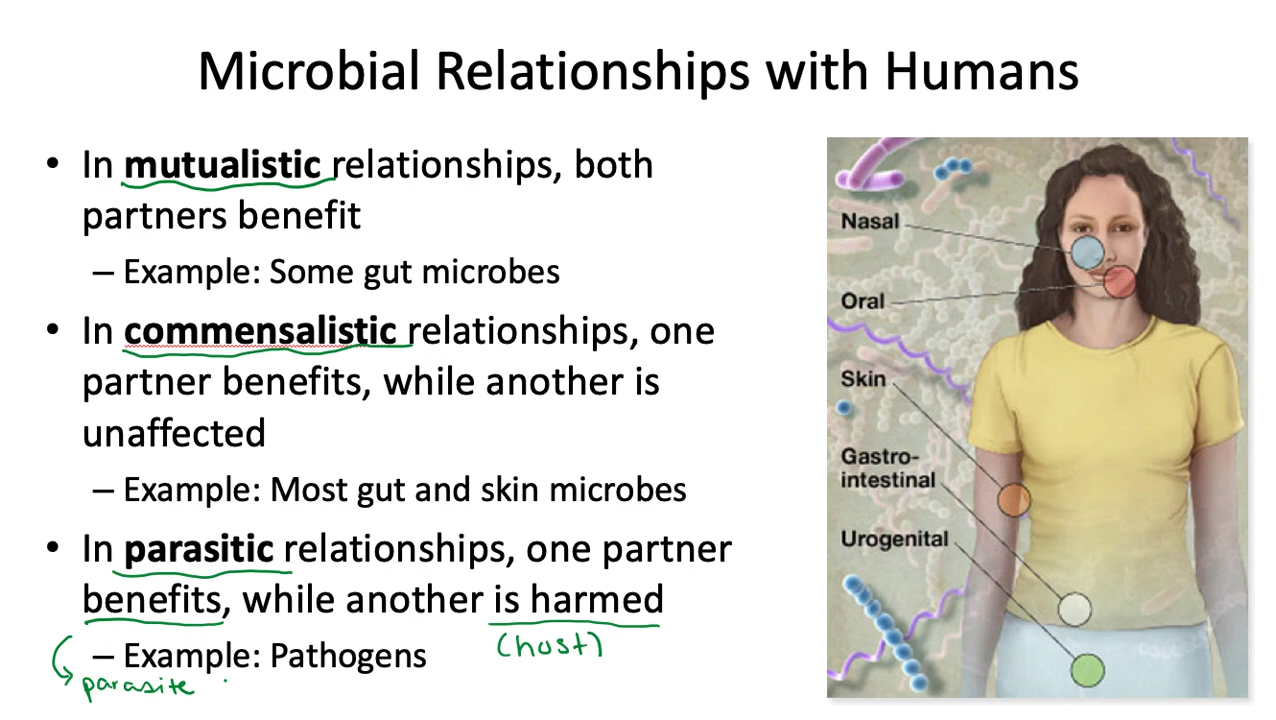 Microbial Relationships with Humans
• In mutualistic relationships, both
partners benefit
– Example: Some gut microbes
• In commensalistic relationships, one
partner benefits, while another is
unaffected
– Example: Most gut and skin microbes
• In parasitic relationships, one partner
benefits, while another is harmed
(host)
– Example: Pathogens
parasite
Nasal
Oral
Skin
Gastro-
intestinal
Urogenital